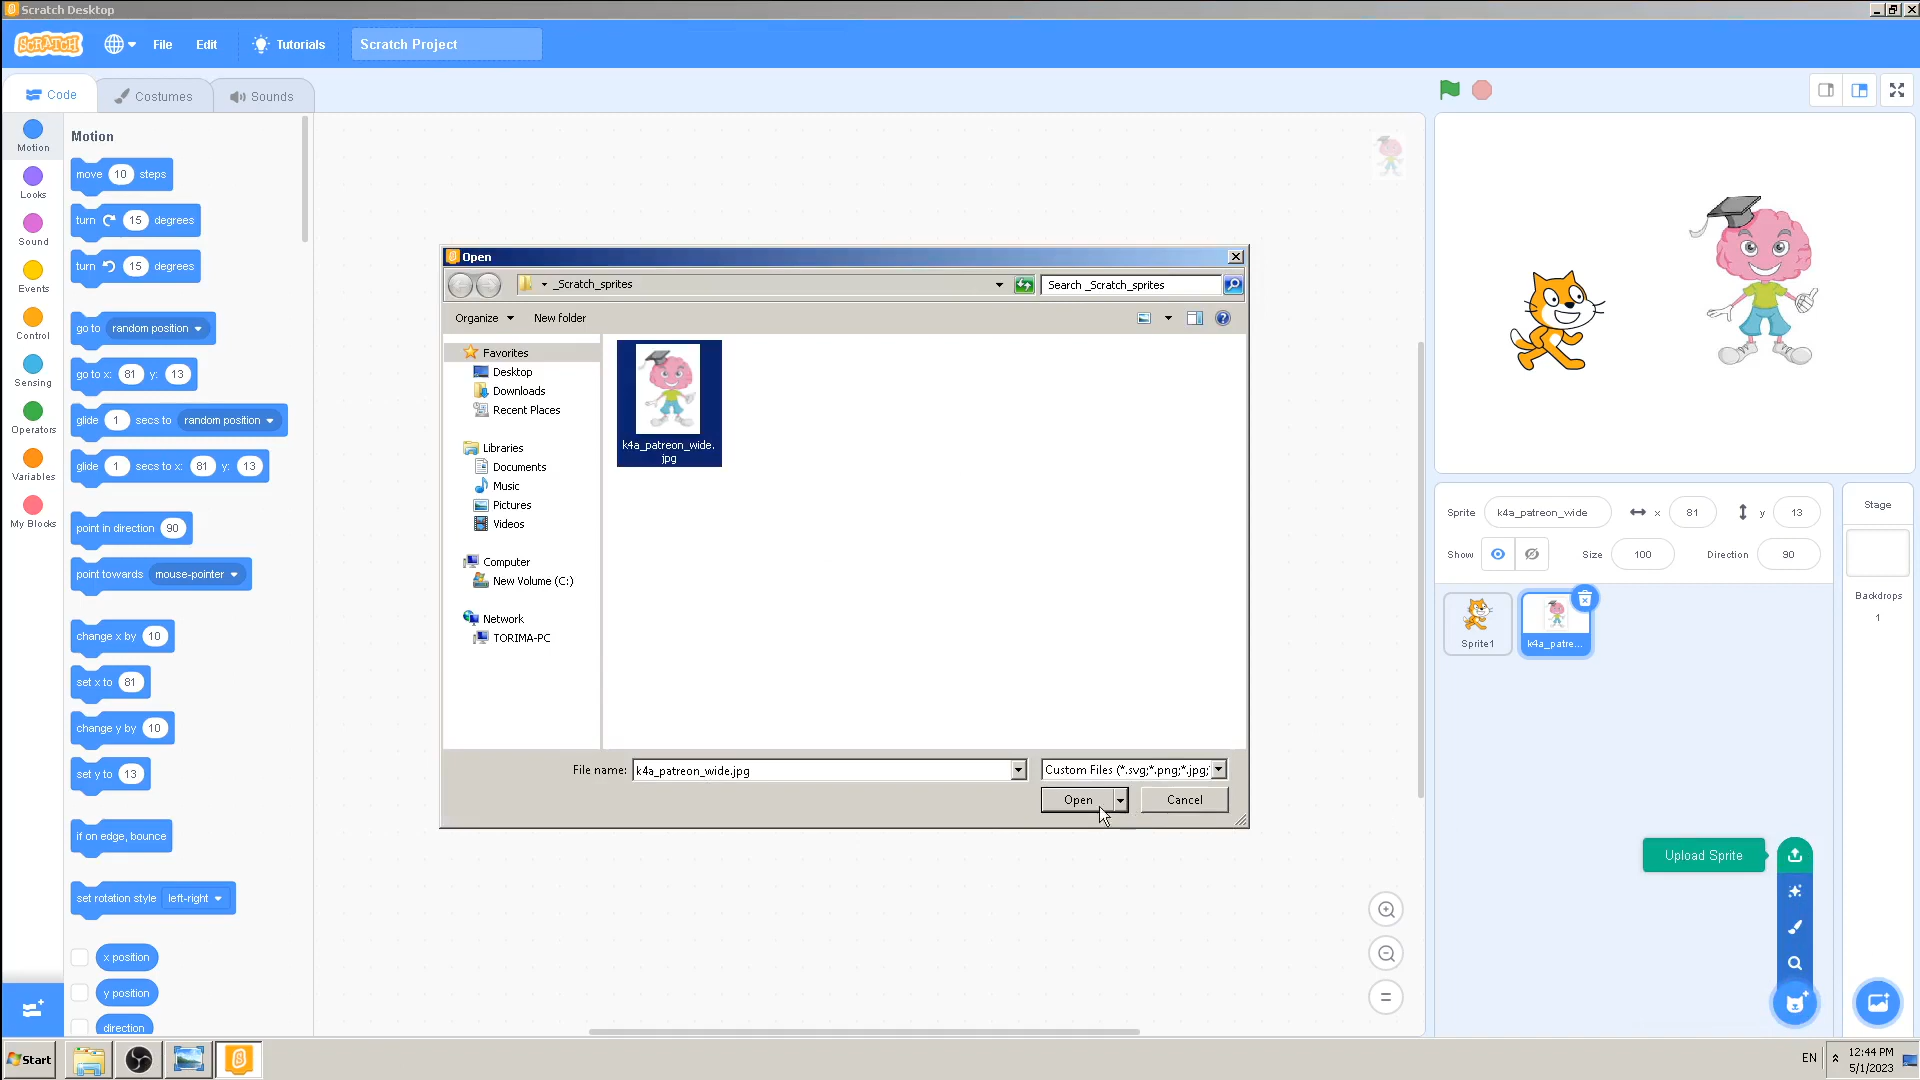 Scratch Desktop
SCRATCH
File
Edit
Tutorials
Scratch Project
Code
Costumes
Sounds
Motion
Looks
Sound
Events
Control
Sensing
Operators
Variables
My Blocks
Motion
move 10 steps
turn 15 degrees
turn 15 degrees
go to random position
go to x: 81 y: 13
glide 1 secs to random position
glide 1 secs to x: 81 y: 13
point in direction 90
point towards mouse-pointer
change x by 10
set x to 81
change y by 10
set y to 13
if on edge, bounce
set rotation style left-right
x position
y position
direction
Open
_Scratch_sprites
Search _Scratch_sprites
Organize
New folder
Favorites
Desktop
Downloads
Recent Places
Libraries
Documents
Music
Pictures
Videos
Computer
New Volume (C:)
Network
TORIMA-PC
k4a_patreon_wide.
jpg
File name:
k4a_patreon_wide.jpg
Custom Files (*.svg;*.png;*.jpg;
Open
Cancel
Sprite k4a_patreon_wide x 81 y 13
Show Size 100 Direction 90
Sprite1
k4a_patre...
Stage
Backdrops
1
Upload Sprite
Start
EN
12:44 PM
5/1/2023